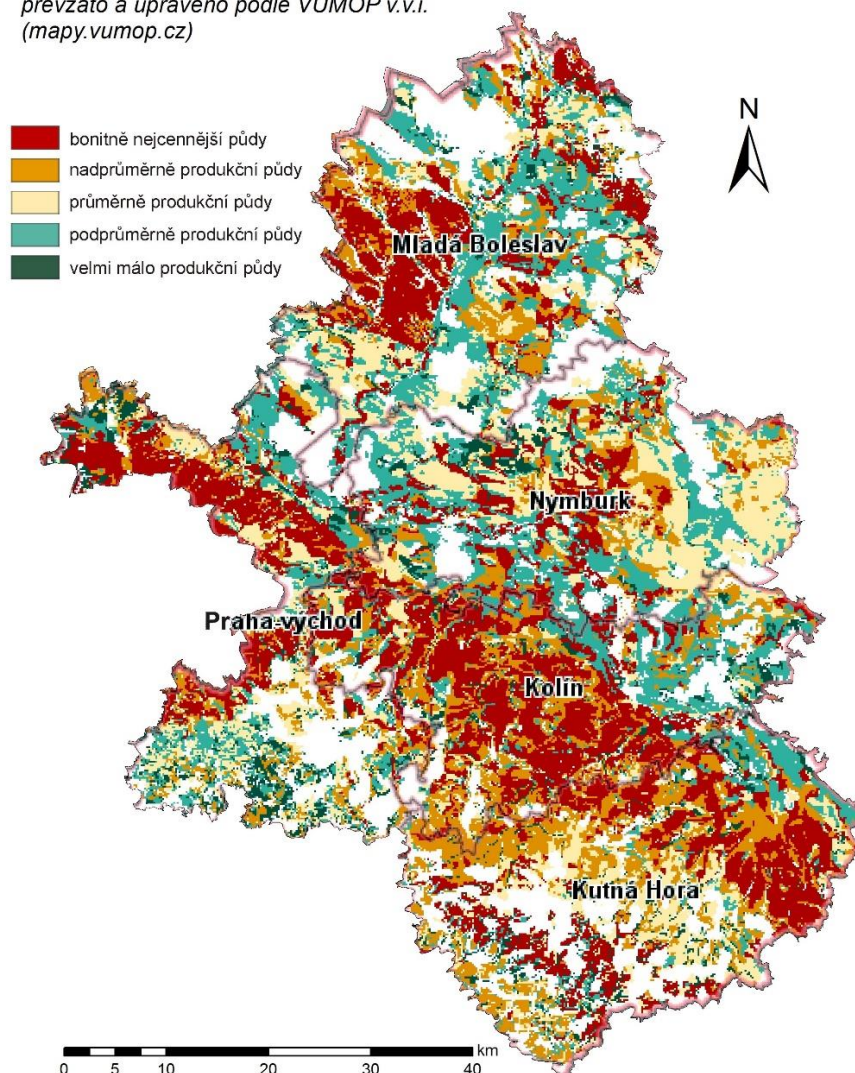 převzato a upraveno podle VÚMOP v.v.i.
(mapy.vumop.cz)
N
bonitně nejcennější půdy
nadprůměrně produkční půdy
průměrně produkční půdy
podprůměrně produkční půdy
velmi málo produkční půdy
Mladá Boleslav
Nymburk
Praha-východ
Kolín
Kutná Hora
km
0 5 10 20 30 40